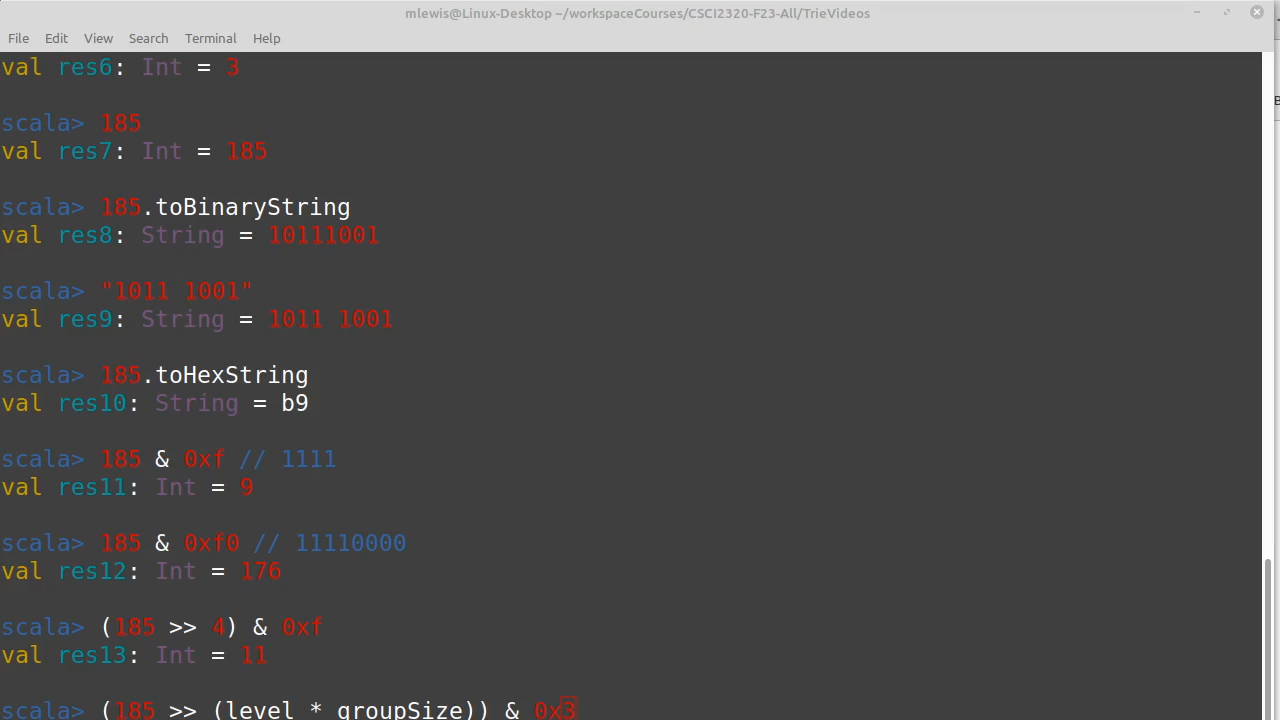 mlewis@Linux-Desktop ~/workspaceCourses/CSCI2320-F23-All/TrieVideos
File Edit View Search Terminal Help
val res6: Int = 3
scala> 185
val res7: Int = 185
scala> 185.toBinaryString
val res8: String = 10111001
scala> "1011 1001"
val res9: String = 1011 1001
scala> 185.toHexString
val res10: String = b9
scala> 185 & 0xf // 1111
val res11: Int = 9
scala> 185 & 0xf0 // 11110000
val res12: Int = 176
scala> (185 >> 4) & 0xf
val res13: Int = 11
scala> (185 >> (level * groupSize)) & 0x3